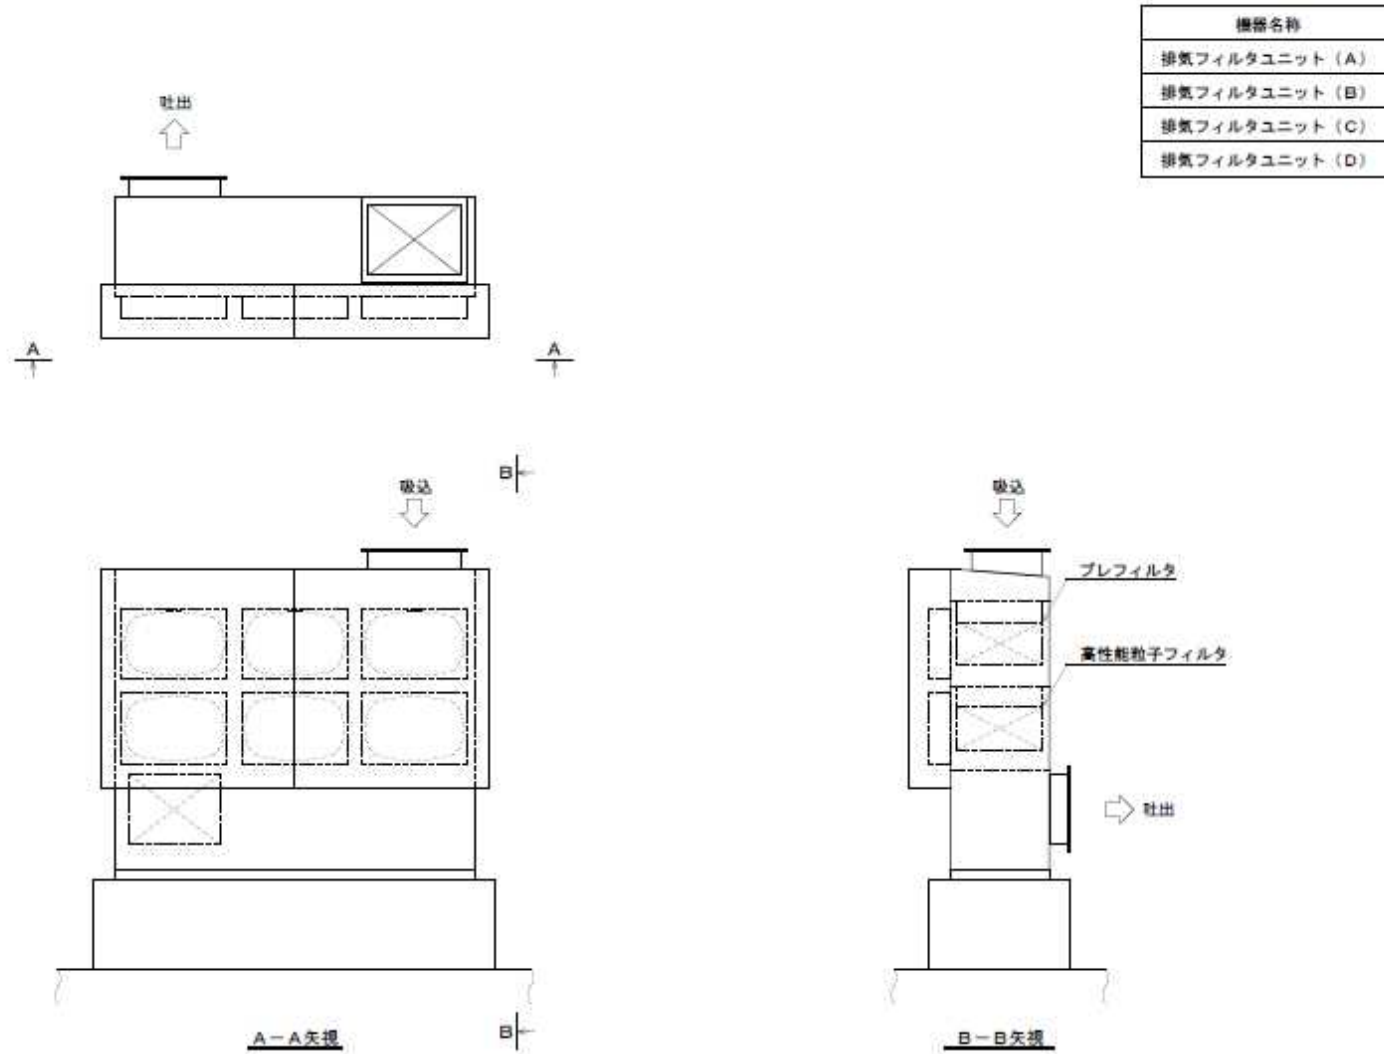 機器名称
排気フィルタユニット（A）
排気フィルタユニット（B）
排気フィルタユニット（C）
排気フィルタユニット（D）
吐出
A
A
B
吸込
吸込
プレフィルタ
高性能粒子フィルタ
吐出
B
A－A矢視
B－B矢視